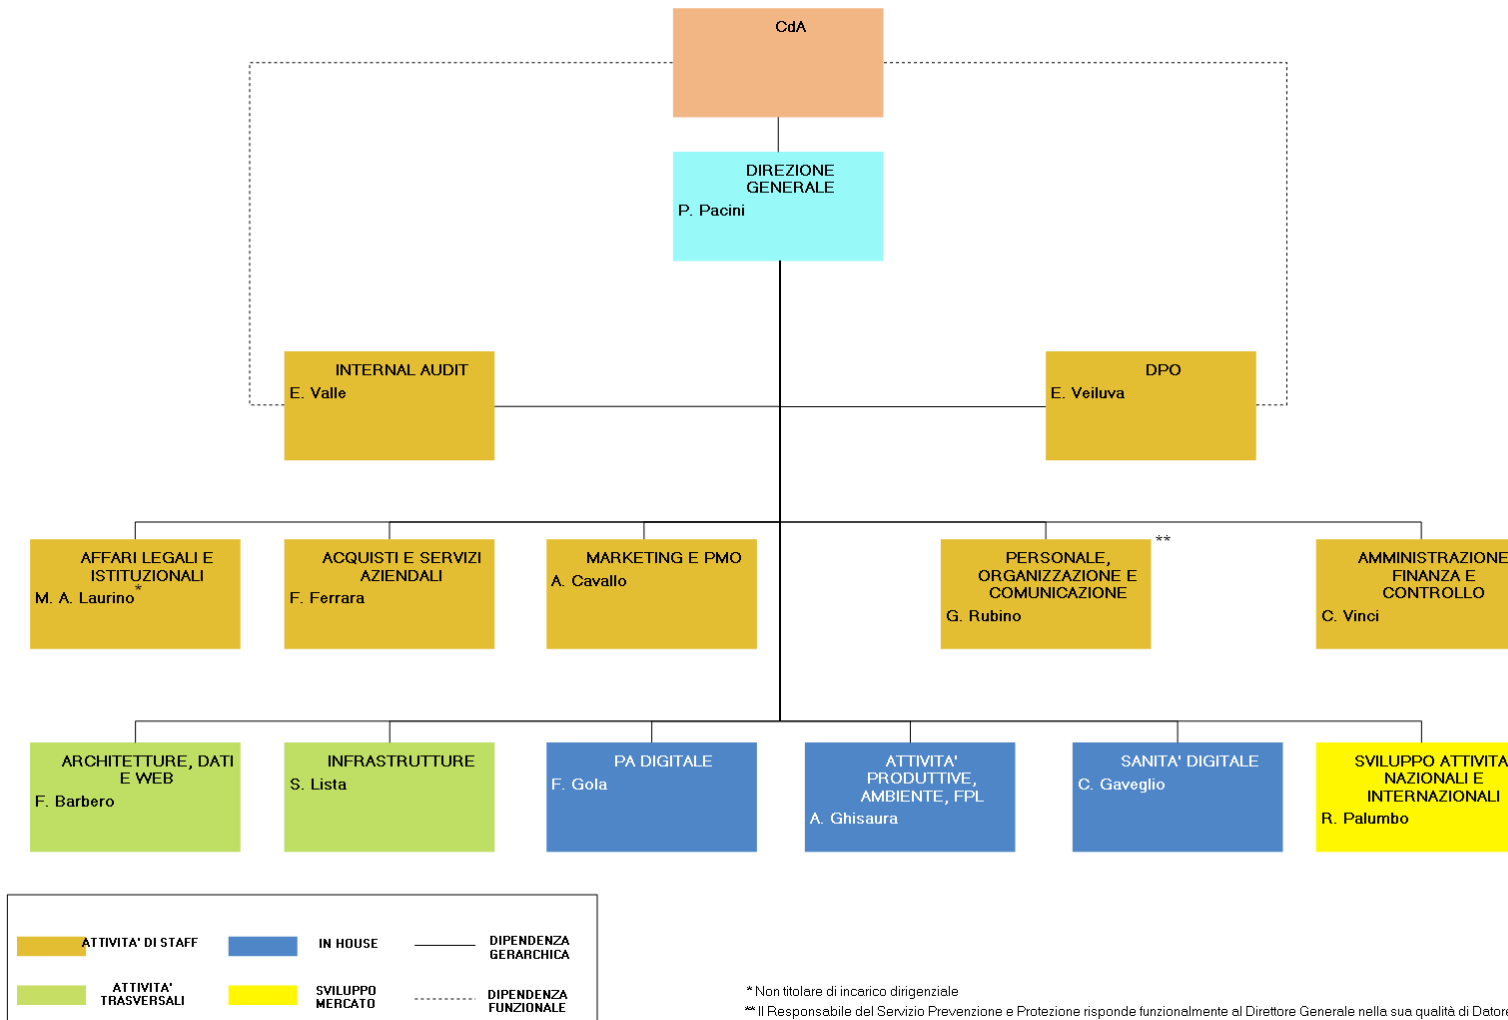 CdA
DIREZIONE
GENERALE
P. Pacini
INTERNAL AUDIT
E. Valle
DPO
E. Veiluva
AFFARI LEGALI E
ISTITUZIONALI
M. A. Laurino*
ACQUISTI E SERVIZI
AZIENDALI
F. Ferrara
MARKETING E PMO
A. Cavallo
PERSONALE,
ORGANIZZAZIONE E
COMUNICAZIONE
G. Rubino
**
AMMINISTRAZIONE
FINANZA E
CONTROLLO
C. Vinci
ARCHITETTURE, DATI
E WEB
F. Barbero
INFRASTRUTTURE
S. Lista
PA DIGITALE
F. Gola
ATTIVITA'
PRODUTTIVE,
AMBIENTE, FPL
A. Ghisaura
SANITA' DIGITALE
C. Gaveglio
SVILUPPO ATTIVITA
NAZIONALI E
INTERNAZIONALI
R. Palumbo
ATTIVITA' DI STAFF
IN HOUSE
DIPENDENZA
GERARCHICA
ATTIVITA'
TRASVERSALI
SVILUPPO
MERCATO
DIPENDENZA
FUNZIONALE
* Non titolare di incarico dirigenziale
** Il Responsabile del Servizio Prevenzione e Protezione risponde funzionalmente al Direttore Generale nella sua qualità di Dator